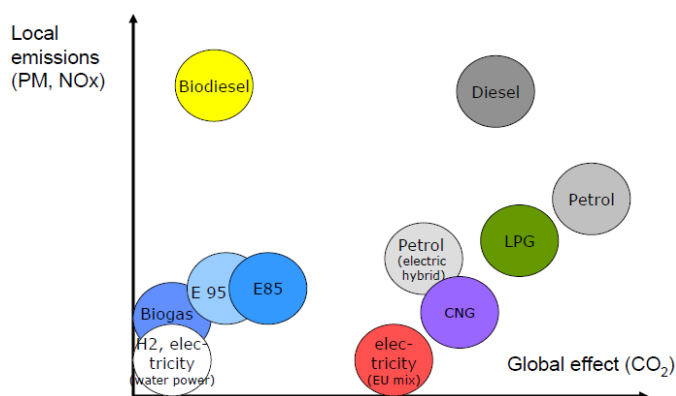 Local
emissions
(PM, NOx)
Biodiesel
Diesel
Petrol
LPG
Petrol
(electric
hybrid)
E 95
E85
Biogas
CNG
H2, elec-
tricity
(water power)
elec-
tricity
(EU mix)
Global effect (CO₂)